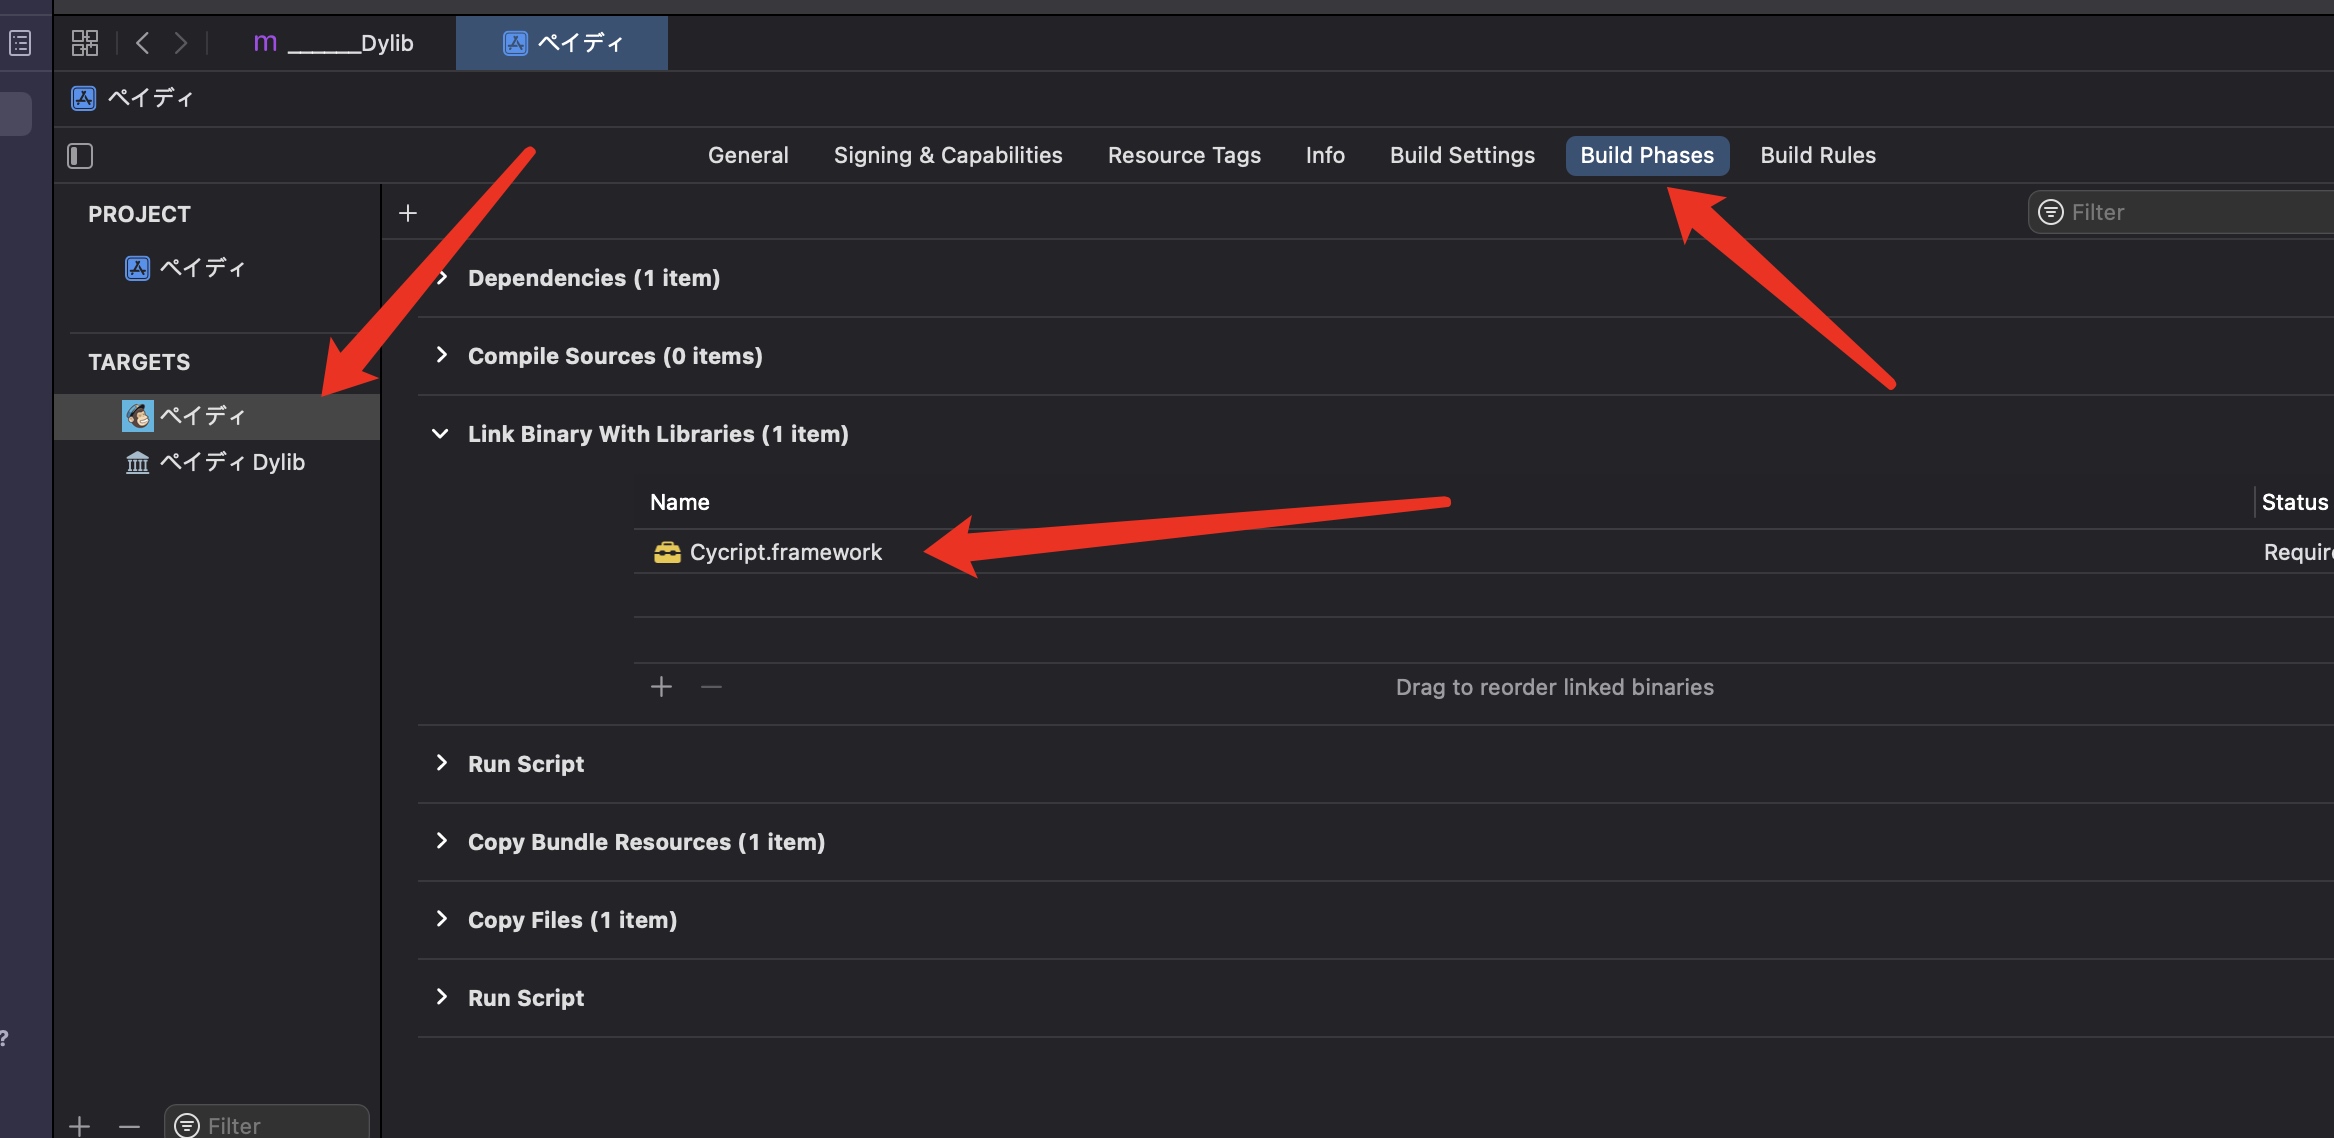 m ______Dylib
ペイディ
ペイディ
General
Signing & Capabilities
Resource Tags
Info
Build Settings
Build Phases
Build Rules
PROJECT
ペイディ
TARGETS
ペイディ
ペイディ Dylib
Filter
Dependencies (1 item)
Compile Sources (0 items)
Link Binary With Libraries (1 item)
Name
Status
Cycript.framework
Require
Drag to reorder linked binaries
Run Script
Copy Bundle Resources (1 item)
Copy Files (1 item)
Run Script
?
Filter